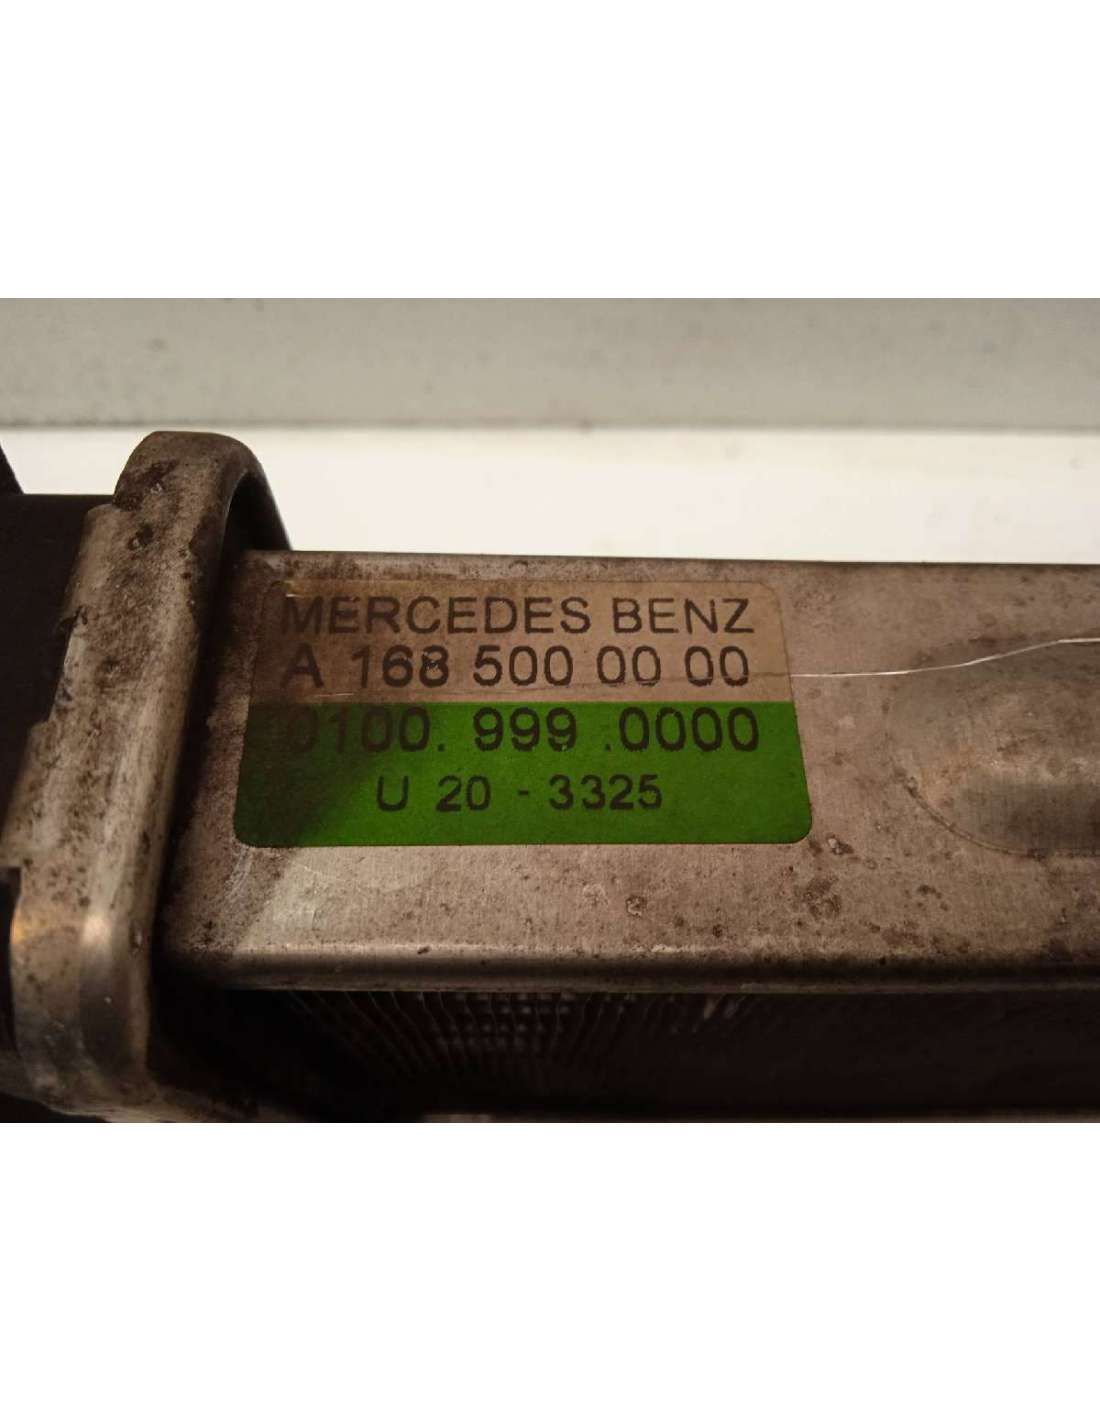 MERCEDES BENZ
A 168 500 00 00
0100. 999 .0000
U 20 - 3325